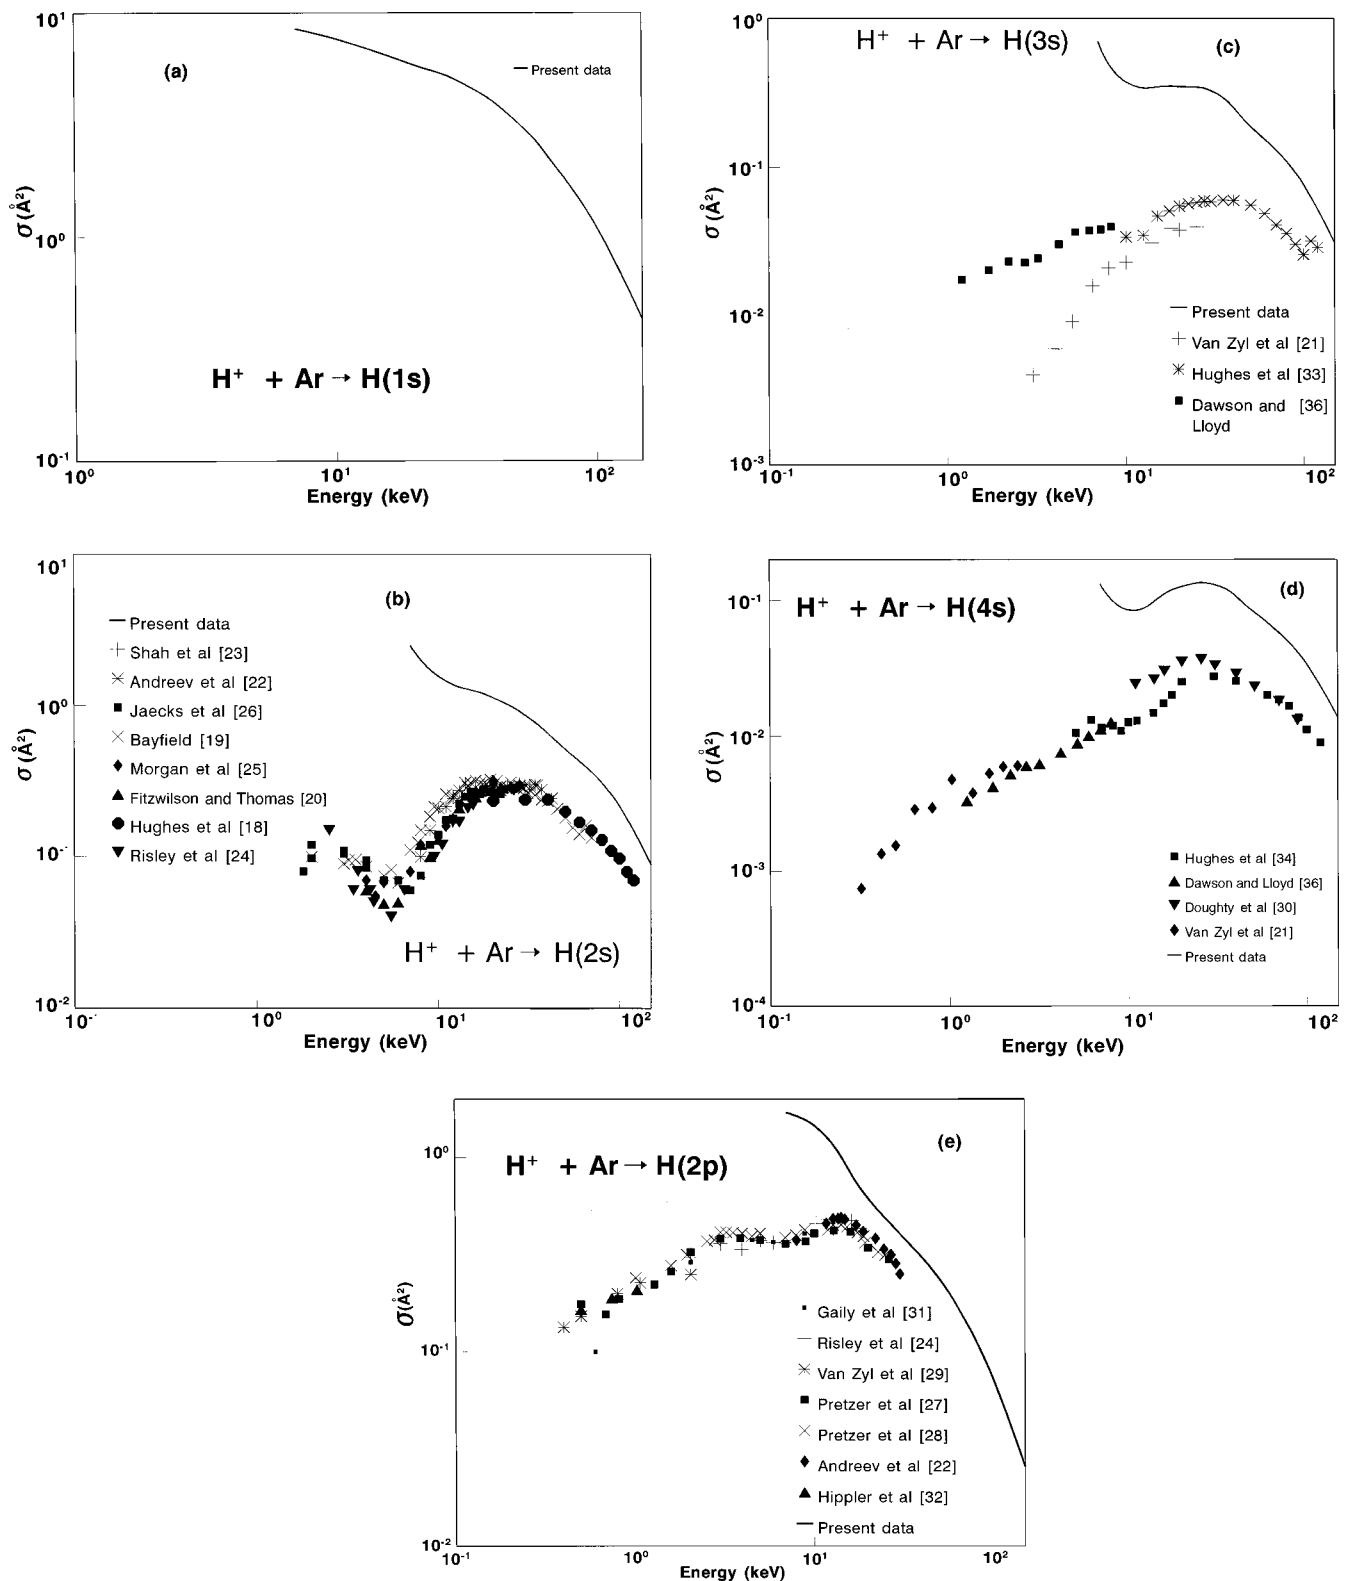 10¹
(a)
Present data
σ(Å²)
10⁰
H⁺ + Ar → H(1s)
10⁻¹
10⁰
10¹
10²
Energy (keV)
10⁰
H⁺ + Ar → H(3s)
(c)
10⁻¹
σ(Å²)
10⁻²
Present data
Van Zyl et al [21]
Hughes et al [33]
Dawson and [36]
Lloyd
10⁻³
10⁻¹
10⁰
10¹
10²
Energy (keV)
10¹
(b)
Present data
Shah et al [23]
Andreev et al [22]
Jaecks et al [26]
Bayfield [19]
Morgan et al [25]
Fitzwilson and Thomas [20]
Hughes et al [18]
Risley et al [24]
10⁰
σ(Å²)
10⁻¹
H⁺ + Ar → H(2s)
10⁻²
10⁻¹
10⁰
10¹
10²
Energy (keV)
10⁻¹
H⁺ + Ar → H(4s)
(d)
σ(Å²)
10⁻²
10⁻³
Hughes et al [34]
Dawson and Lloyd [36]
Doughty et al [30]
Van Zyl et al [21]
Present data
10⁻⁴
10⁻¹
10⁰
10¹
10²
Energy (keV)
10⁰
H⁺ + Ar → H(2p)
(e)
σ(Å²)
10⁻¹
Gaily et al [31]
Risley et al [24]
Van Zyl et al [29]
Pretzer et al [27]
Pretzer et al [28]
Andreev et al [22]
Hippler et al [32]
Present data
10⁻²
10⁻¹
10⁰
10¹
10²
Energy (keV)